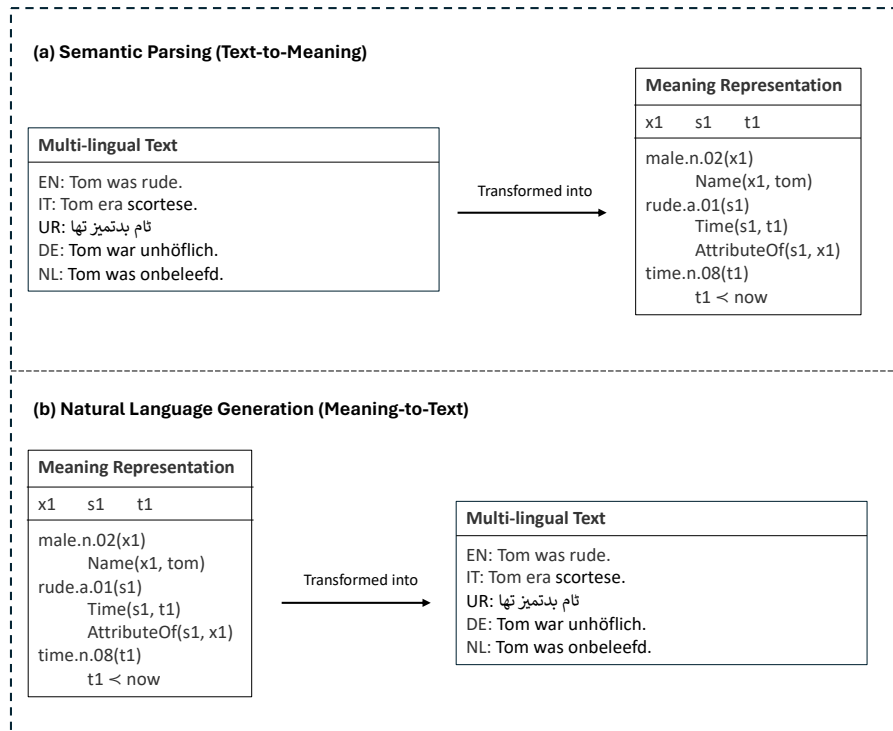 (a) Semantic Parsing (Text-to-Meaning)
Multi-lingual Text
EN: Tom was rude.
IT: Tom era scortese.
UR: ٹام بدتمیز تھا
DE: Tom war unhöflich.
NL: Tom was onbeleefd.
Transformed into
Meaning Representation
x1 s1 t1
male.n.02(x1)
Name(x1, tom)
rude.a.01(s1)
Time(s1, t1)
AttributeOf(s1, x1)
time.n.08(t1)
t1 ≺ now
(b) Natural Language Generation (Meaning-to-Text)
Meaning Representation
x1 s1 t1
male.n.02(x1)
Name(x1, tom)
rude.a.01(s1)
Time(s1, t1)
AttributeOf(s1, x1)
time.n.08(t1)
t1 ≺ now
Transformed into
Multi-lingual Text
EN: Tom was rude.
IT: Tom era scortese.
UR: ٹام بدتمیز تھا
DE: Tom war unhöflich.
NL: Tom was onbeleefd.